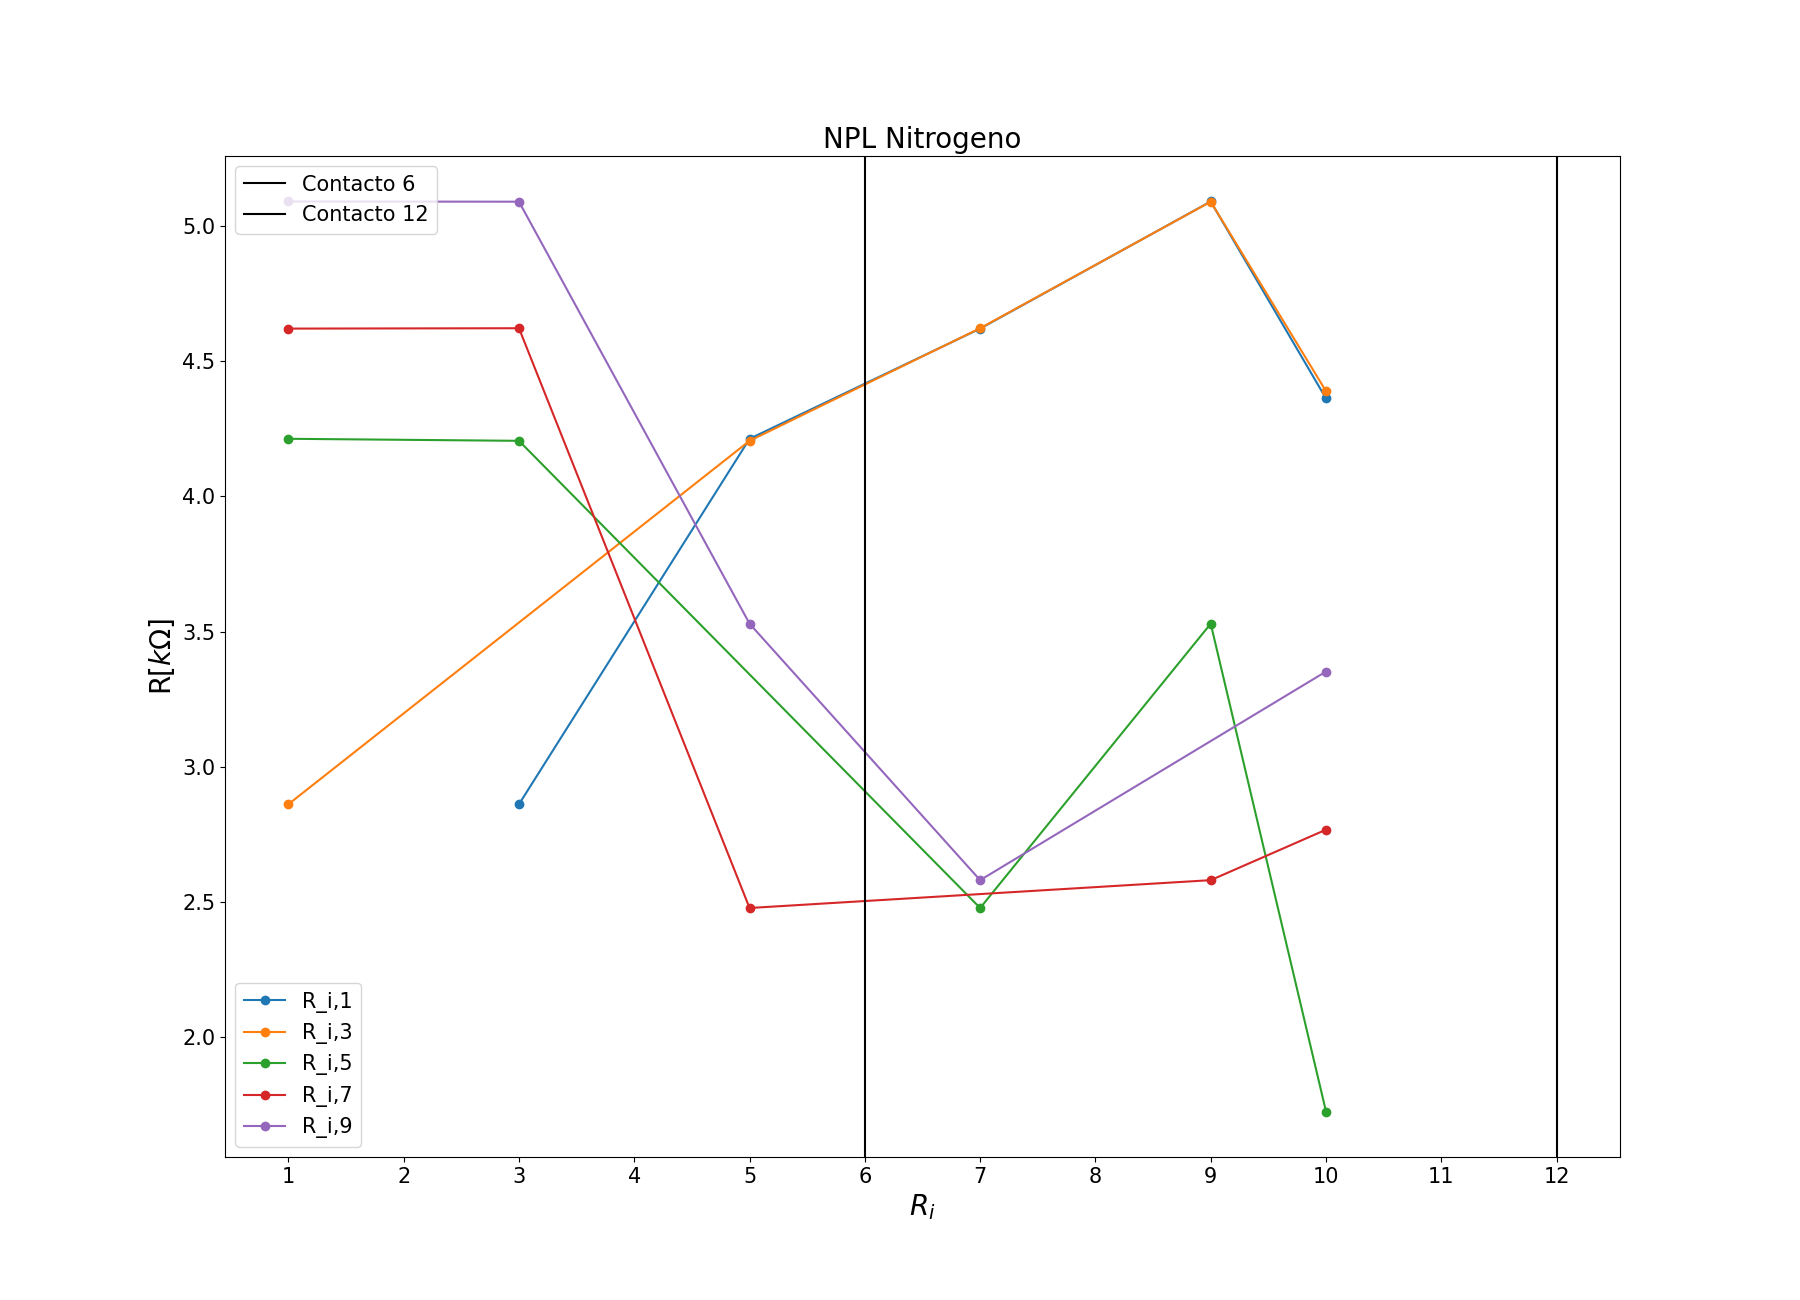 NPL Nitrogeno
Contacto 6
Contacto 12
5.0
4.5
4.0
3.5
3.0
2.5
2.0
R[kΩ]
R_i,1
R_i,3
R_i,5
R_i,7
R_i,9
1 2 3 4 5 6 7 8 9 10 11 12
R_i